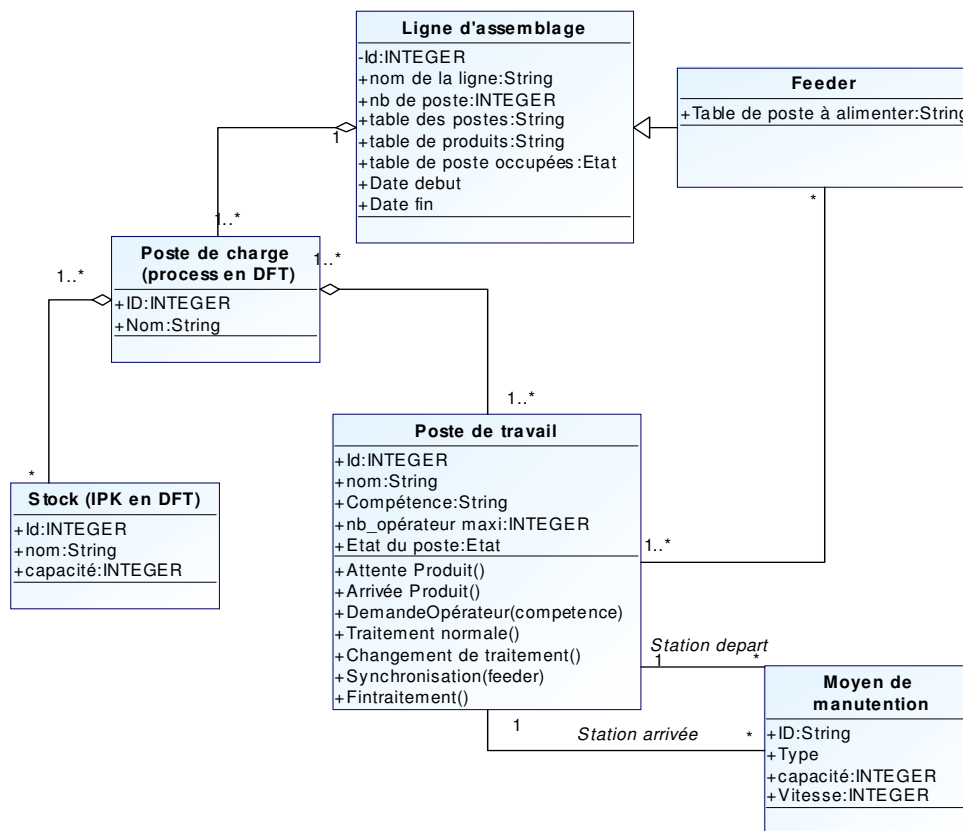 Ligne d'assemblage
-Id:INTEGER
+nom de la ligne:String
+nb de poste:INTEGER
+table des postes:String
+table de produits:String
+table de poste occupées:Etat
+Date debut
+Date fin
Feeder
+Table de poste à alimenter:String
1
*
1..*
Poste de charge
(process en DFT)
+ID:INTEGER
+Nom:String
1..*
1..*
1..*
*
Stock (IPK en DFT)
+Id:INTEGER
+nom:String
+capacité:INTEGER
Poste de travail
+Id:INTEGER
+nom:String
+Compétence:String
+nb_opérateur maxi:INTEGER
+Etat du poste:Etat
+Attente Produit()
+Arrivée Produit()
+DemandeOpérateur(competence)
+Traitement normale()
+Changement de traitement()
+Synchronisation(feeder)
+Fintraitement()
1..*
Station depart
1
*
1
Station arrivée
*
Moyen de
manutention
+ID:String
+Type
+capacité:INTEGER
+Vitesse:INTEGER